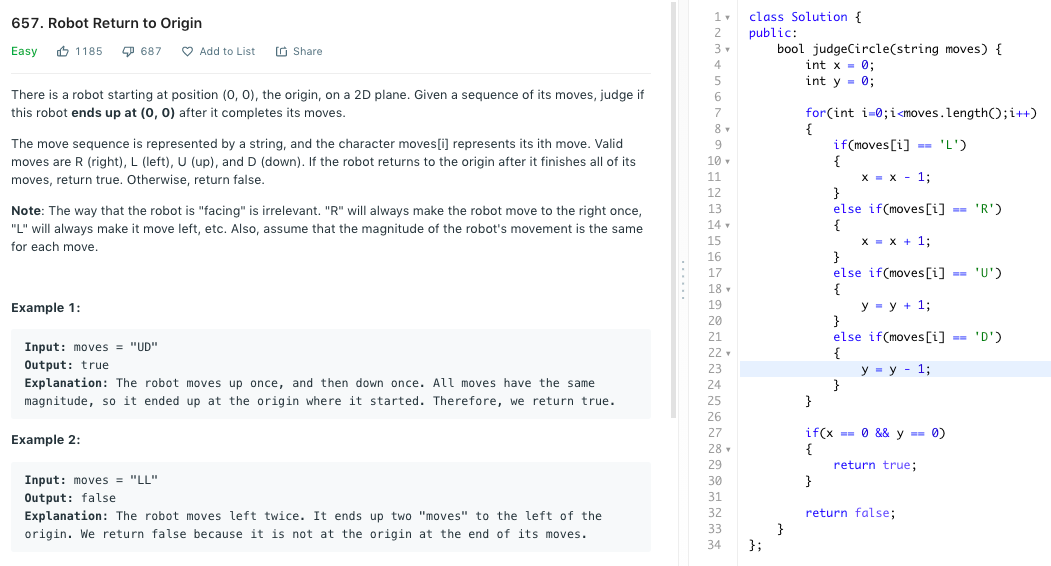 657. Robot Return to Origin
Easy 1185 687 Add to List Share
There is a robot starting at position (0, 0), the origin, on a 2D plane. Given a sequence of its moves, judge if
this robot ends up at (0, 0) after it completes its moves.
The move sequence is represented by a string, and the character moves[i] represents its ith move. Valid
moves are R (right), L (left), U (up), and D (down). If the robot returns to the origin after it finishes all of its
moves, return true. Otherwise, return false.
Note: The way that the robot is "facing" is irrelevant. "R" will always make the robot move to the right once,
"L" will always make it move left, etc. Also, assume that the magnitude of the robot's movement is the same
for each move.
Example 1:
Input: moves = "UD"
Output: true
Explanation: The robot moves up once, and then down once. All moves have the same
magnitude, so it ended up at the origin where it started. Therefore, we return true.
Example 2:
Input: moves = "LL"
Output: false
Explanation: The robot moves left twice. It ends up two "moves" to the left of the
origin. We return false because it is not at the origin at the end of its moves.
1 class Solution {
2 public:
3     bool judgeCircle(string moves) {
4         int x = 0;
5         int y = 0;
6
7         for(int i=0;i<moves.length();i++)
8         {
9             if(moves[i] == 'L')
10             {
11                 x = x - 1;
12             }
13             else if(moves[i] == 'R')
14             {
15                 x = x + 1;
16             }
17             else if(moves[i] == 'U')
18             {
19                 y = y + 1;
20             }
21             else if(moves[i] == 'D')
22             {
23                 y = y - 1;
24             }
25         }
26
27         if(x == 0 && y == 0)
28         {
29             return true;
30         }
31
32         return false;
33     }
34 };